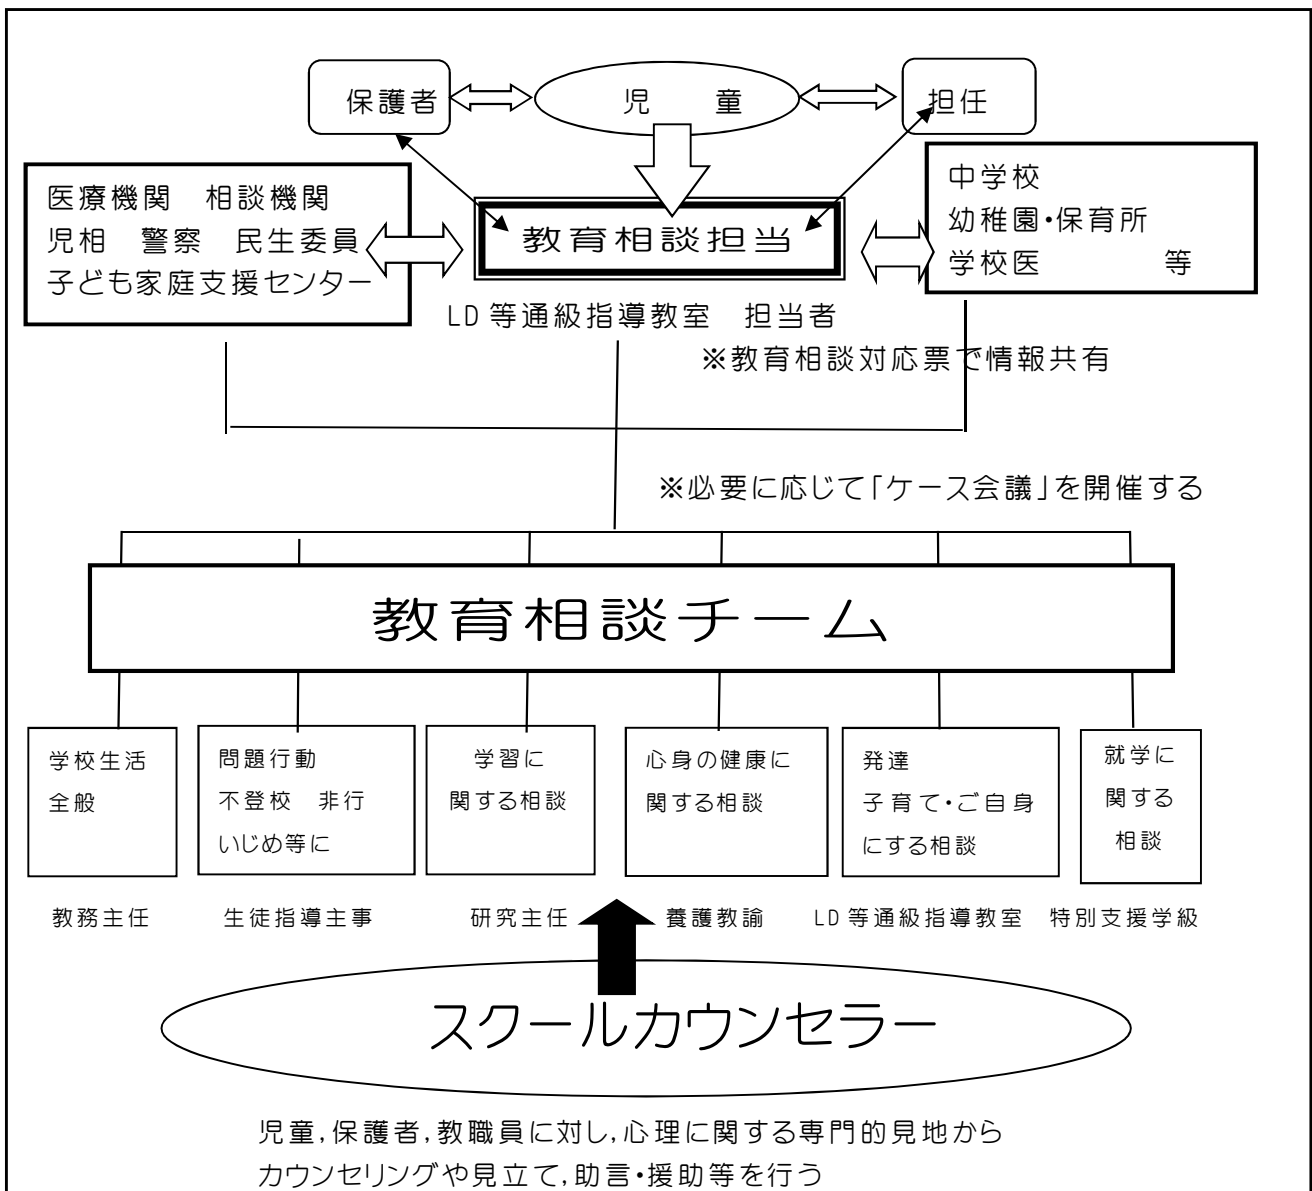 保護者
児　童
担任
医療機関　相談機関
児相　警察　民生委員
子ども家庭支援センター
教育相談担当
中学校
幼稚園・保育所
学校医　　　等
LD等通級指導教室　担当者
※教育相談対応票で情報共有
※必要に応じて「ケース会議」を開催する
教育相談チーム
学校生活
全般
問題行動
不登校　非行
いじめ等に
学習に
関する相談
心身の健康に
関する相談
発達
子育て・ご自身
にする相談
就学に
関する
相談
教務主任
生徒指導主事
研究主任
養護教諭
LD等通級指導教室
特別支援学級
スクールカウンセラー
児童,保護者,教職員に対し,心理に関する専門的見地から
カウンセリングや見立て,助言・援助等を行う